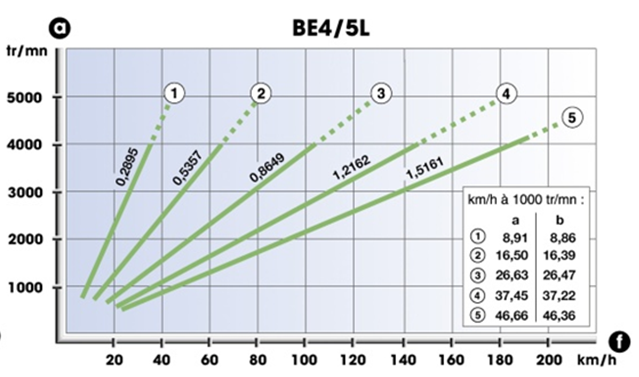 a
BE4/5L
tr/mn
5000
4000
3000
2000
1000
1
2
3
4
5
0,2895
0,5357
0,8649
1,2162
1,5161
km/h à 1000 tr/mn :
a b
1 8,91 8,86
2 16,50 16,39
3 26,63 26,47
4 37,45 37,22
5 46,66 46,36
20 40 60 80 100 120 140 160 180 200 km/h
f